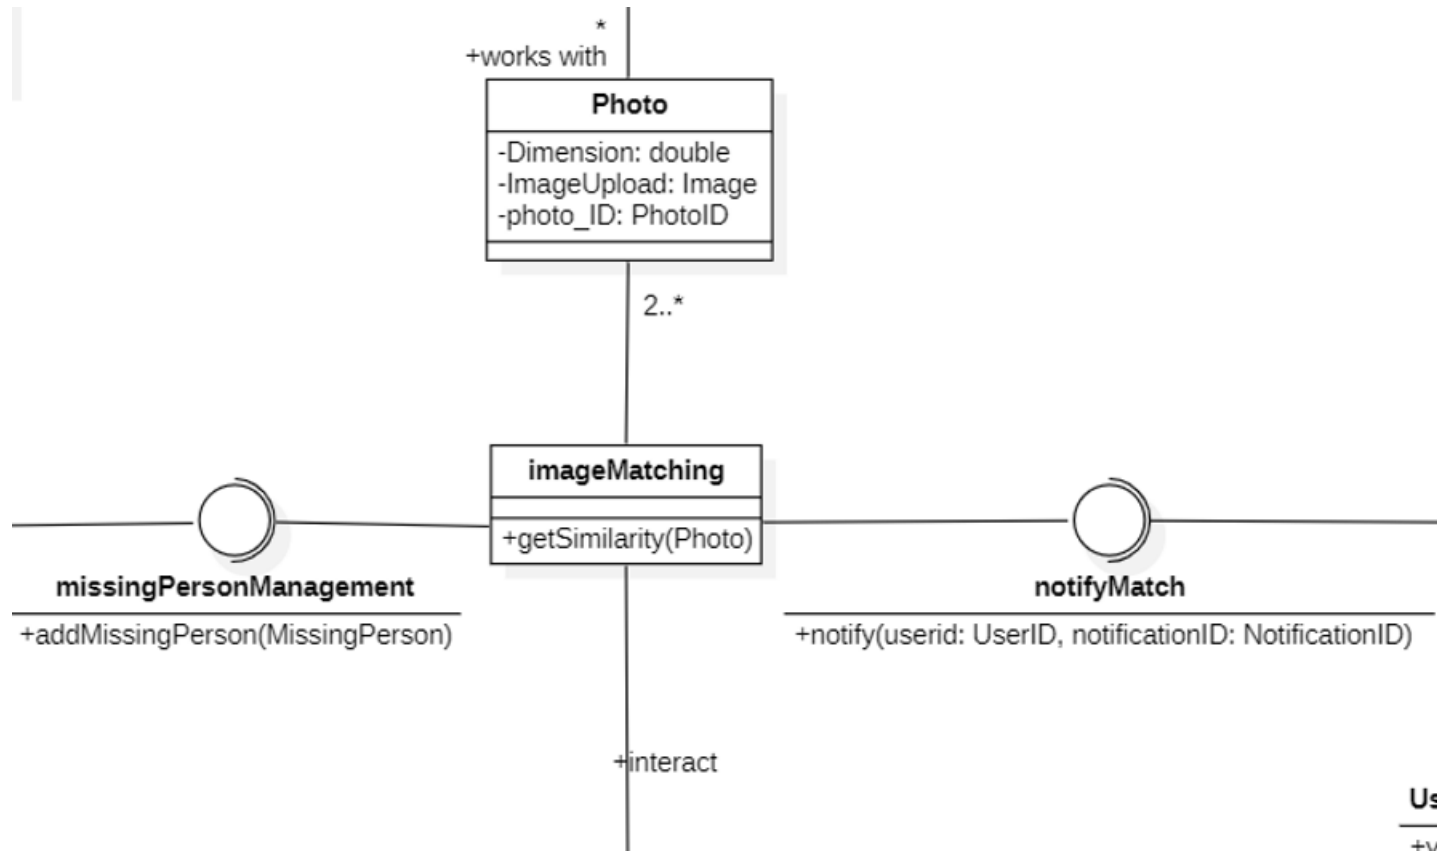 *
+works with
Photo
-Dimension: double
-ImageUpload: Image
-photo_ID: PhotoID
2..*
imageMatching
+getSimilarity(Photo)
missingPersonManagement
+addMissingPerson(MissingPerson)
notifyMatch
+notify(userid: UserID, notificationID: NotificationID)
+interact